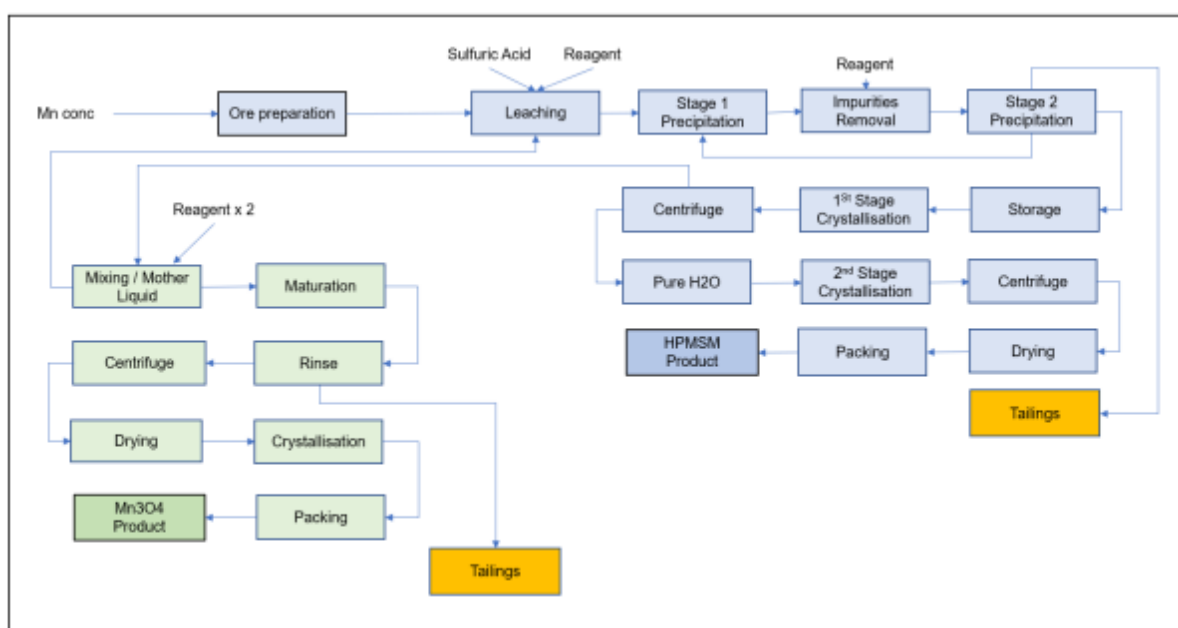 Sulfuric Acid
Reagent
Reagent
Mn conc
Ore preparation
Leaching
Stage 1
Precipitation
Impurities
Removal
Stage 2
Precipitation
Reagent x 2
Centrifuge
1St Stage
Crystallisation
Storage
Mixing / Mother
Liquid
Maturation
Pure H2O
2nd Stage
Crystallisation
Centrifuge
Centrifuge
Rinse
HPMSM
Product
Packing
Drying
Tailings
Drying
Crystallisation
Mn3O4
Product
Packing
Tailings